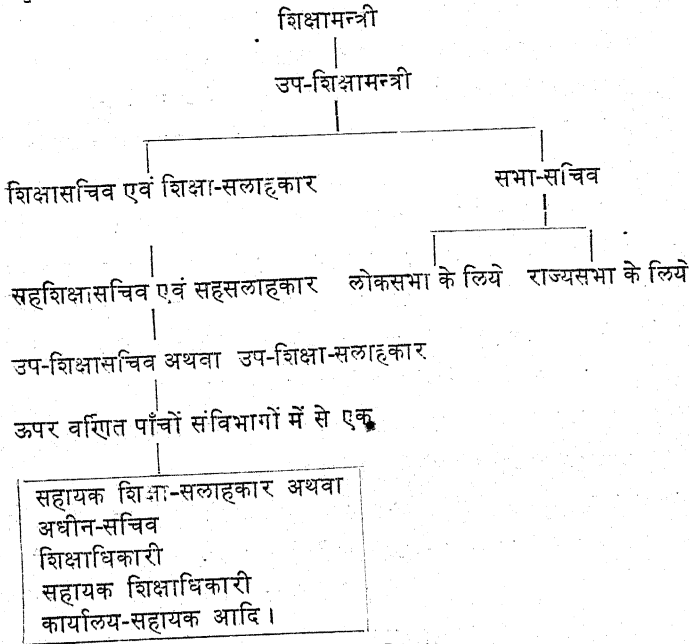 शिक्षामन्त्री
उप-शिक्षामन्त्री
शिक्षासचिव एवं शिक्षा-सलाहकार सभा-सचिव
सहशिक्षासचिव एवं सहसलाहकार लोकसभा के लिये राज्यसभा के लिये
उप-शिक्षासचिव अथवा उप-शिक्षा-सलाहकार
ऊपर वर्णित पाँचों संविभागों में से एक
सहायक शिक्षा-सलाहकार अथवा
अधीन-सचिव
शिक्षाधिकारी
सहायक शिक्षाधिकारी
कार्यालय-सहायक आदि।